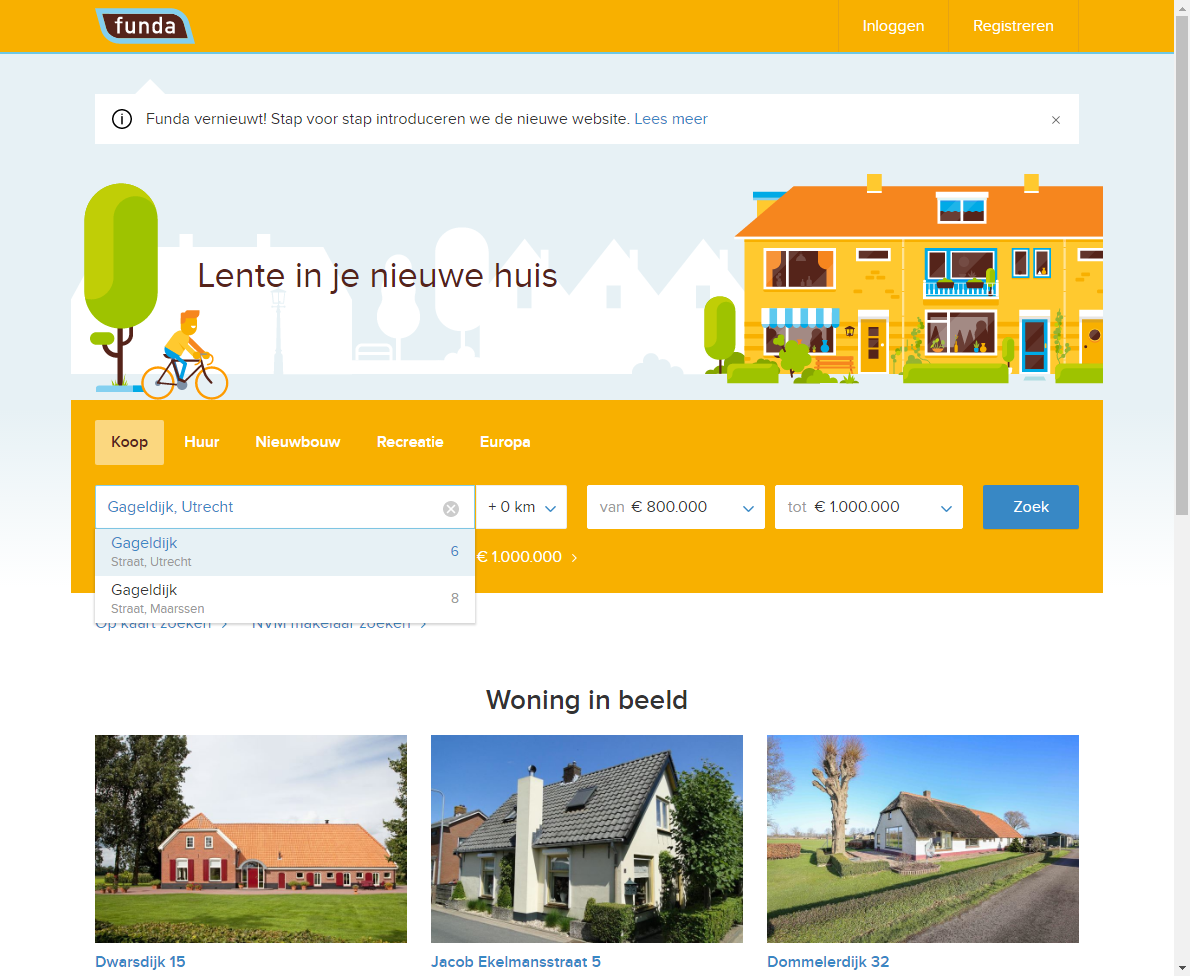 funda
Inloggen
Registreren
Funda vernieuwt! Stap voor stap introduceren we de nieuwe website. Lees meer
Lente in je nieuwe huis
Koop Huur Nieuwbouw Recreatie Europa
Gageldijk, Utrecht + 0 km van € 800.000 tot € 1.000.000 Zoek
Gageldijk 6
Straat, Utrecht
€ 1.000.000
Gageldijk 8
Straat, Maarssen
Op kaart zoeken NVM makelaar zoeken
Woning in beeld
Dwarsdijk 15 Jacob Ekelmansstraat 5 Dommelerdijk 32